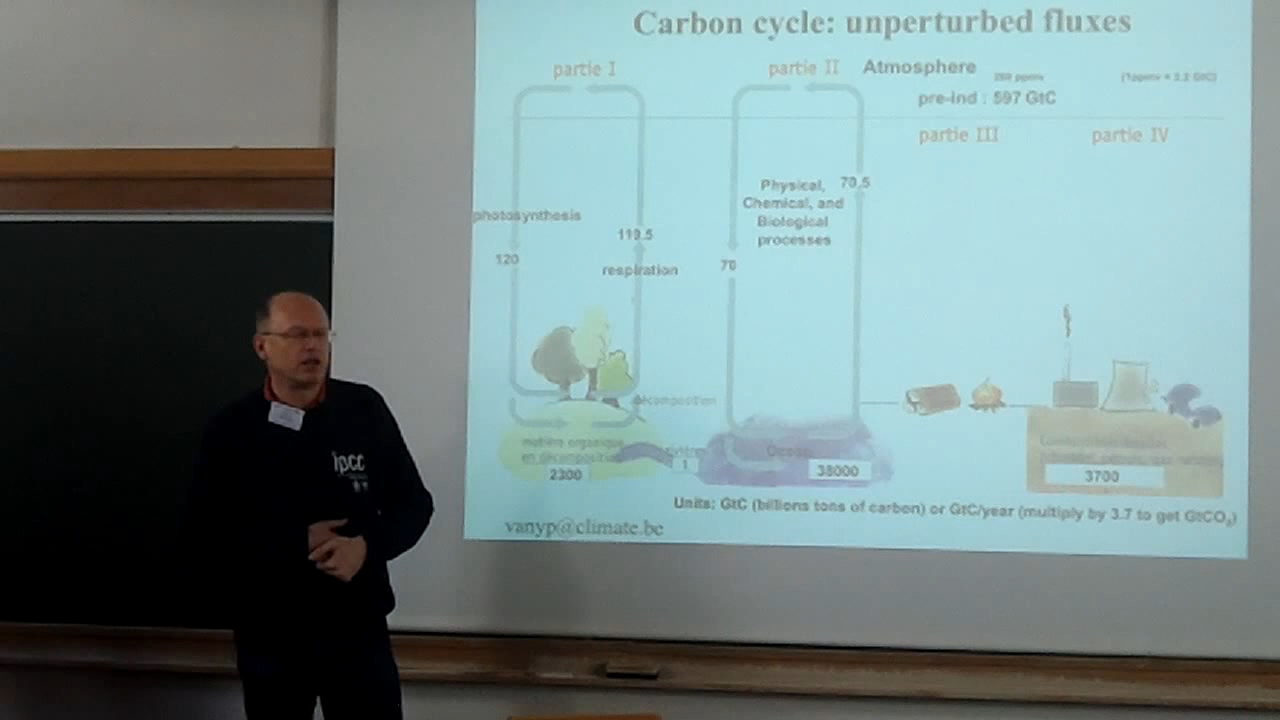 Carbon cycle: unperturbed fluxes
partie I
partie II
Atmosphere
pre-ind : 597 GtC
partie III
partie IV
photosynthesis
120
119.5
respiration
Physical,
Chemical, and
Biological
processes
70.5
70
décomposition
matière organique
en décomposition
2300
1
38000
3700
Units: GtC (billions tons of carbon) or GtC/year (multiply by 3.7 to get GtCO₂)
vanyp@climate.be
ipcc